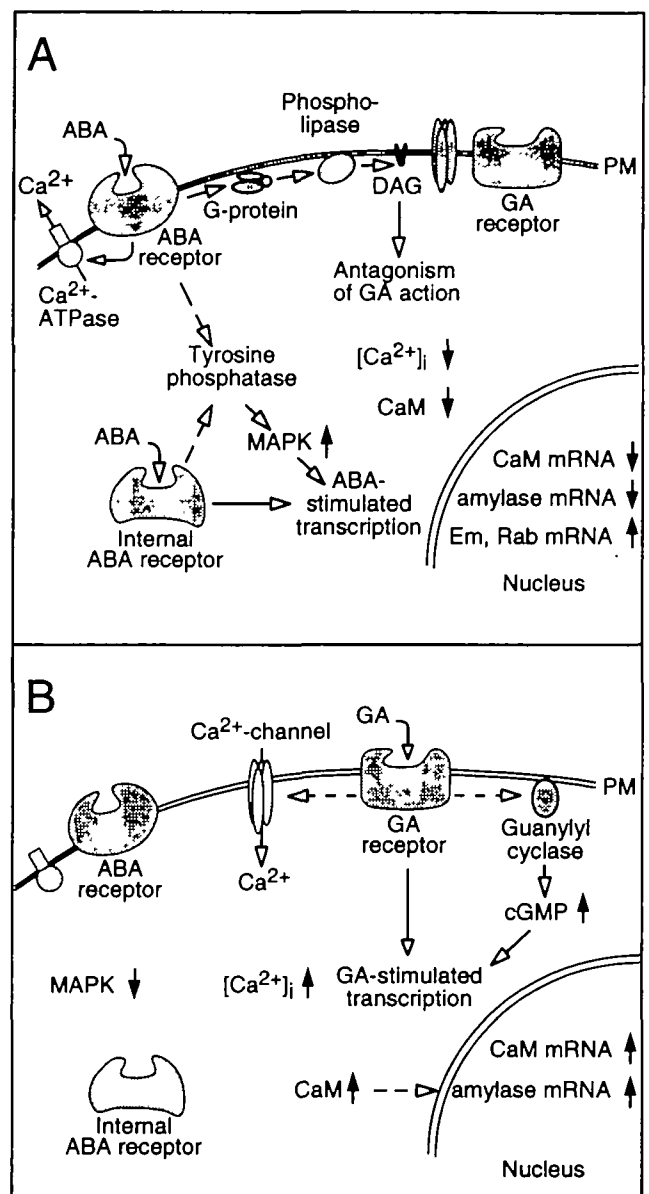 A
Phospho-
lipase
ABA
Ca2+
PM
G-protein
DAG
ABA
receptor
GA
receptor
Ca2+-
ATPase
Antagonism
of GA action
Tyrosine
phosphatase
[Ca2+]i
CaM
ABA
MAPK
CaM mRNA
ABA-
stimulated
transcription
amylase mRNA
Internal
ABA receptor
Em, Rab mRNA
Nucleus
B
GA
Ca2+-channel
PM
ABA
receptor
GA
receptor
Guanylyl
cyclase
Ca2+
cGMP
MAPK
[Ca2+]i
GA-stimulated
transcription
CaM mRNA
CaM
amylase mRNA
Internal
ABA receptor
Nucleus